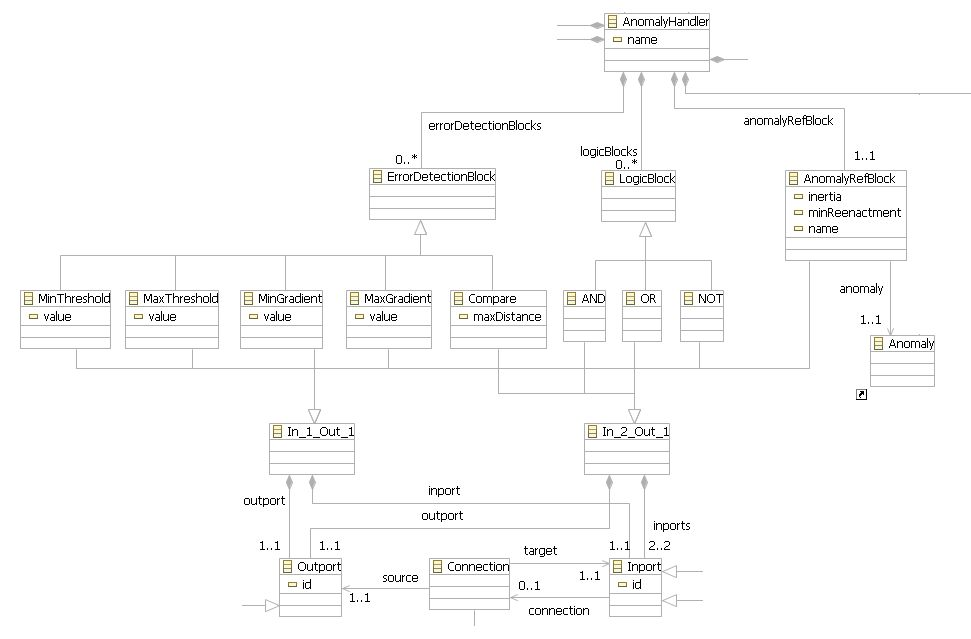 AnomalyHandler
name
errorDetectionBlocks
anomalyRefBlock
logicBlocks
0..*
0..*
1..1
ErrorDetectionBlock
LogicBlock
AnomalyRefBlock
inertia
minReenactment
name
anomaly
1..1
MinThreshold
value
MaxThreshold
value
MinGradient
value
MaxGradient
value
Compare
maxDistance
AND
OR
NOT
Anomaly
In_1_Out_1
In_2_Out_1
outport
inport
outport
inports
1..1
1..1
1..1
2..2
target
Outport
id
Connection
Inport
id
source
1..1
1..1
0..1
connection